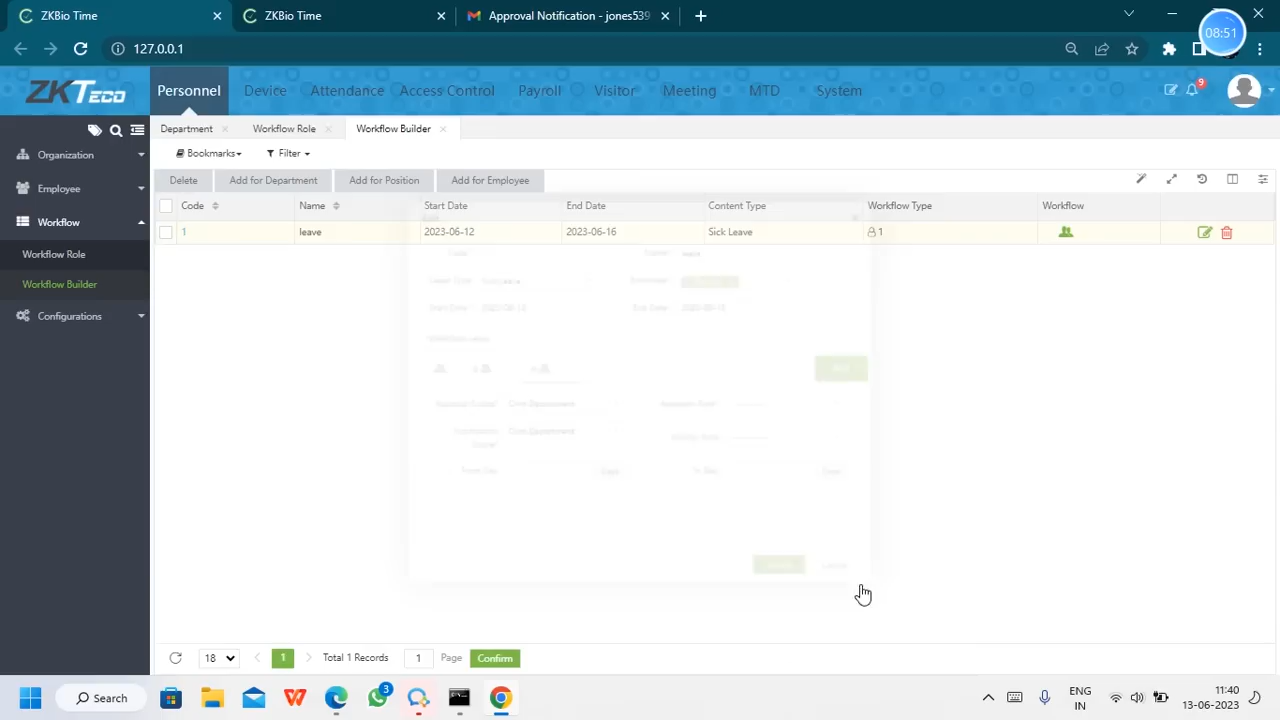 ZKBio Time
ZKBio Time
Approval Notification - jones539
08:51
127.0.0.1
ZKTeco
Personnel
Device
Attendance
Access Control
Payroll
Visitor
Meeting
MTD
System
9
Department
Workflow Role
Workflow Builder
Organization
Employee
Workflow
Workflow Role
Workflow Builder
Configurations
Bookmarks
Filter
Delete
Add for Department
Add for Position
Add for Employee
Code
Name
Start Date
End Date
Content Type
Workflow Type
Workflow
1
leave
2023-06-12
2023-06-16
Sick Leave
1
18
1
Total 1 Records
1
Page
Confirm
Search
3
ENG
IN
11:40
13-06-2023